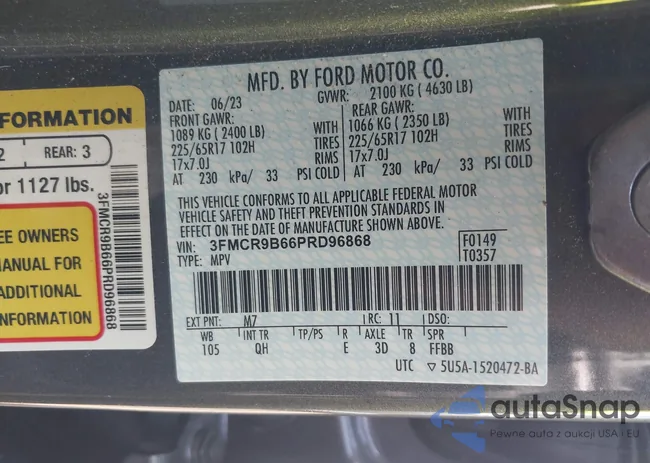 FORMATION
2 REAR: 3
or 1127 lbs.
EE OWNERS
MANUAL FOR
ADDITIONAL
INFORMATION
3FMCR9B66PRD96868
MFD. BY FORD MOTOR CO.
DATE: 06/23 GVWR: 2100 KG ( 4630 LB)
FRONT GAWR: REAR GAWR:
1089 KG ( 2400 LB) WITH 1066 KG ( 2350 LB) WITH
225/65R17 102H TIRES 225/65R17 102H TIRES
17x7.0J RIMS 17x7.0J RIMS
AT 230 kPa/ 33 PSI COLD AT 230 kPa/ 33 PSI COLD
THIS VEHICLE CONFORMS TO ALL APPLICABLE FEDERAL MOTOR
VEHICLE SAFETY AND THEFT PREVENTION STANDARDS IN
EFFECT ON THE DATE OF MANUFACTURE SHOWN ABOVE.
VIN: 3FMCR9B66PRD96868 F0149
TYPE: MPV T0357
EXT PNT: M7 RC: 11 DSO:
WB INT TR TP/PS R AXLE TR SPR
105 QH E 3D 8 FFBB
UTC 5U5A-1520472-BA
autaSnap
Pewne auto z aukcji USA i EU